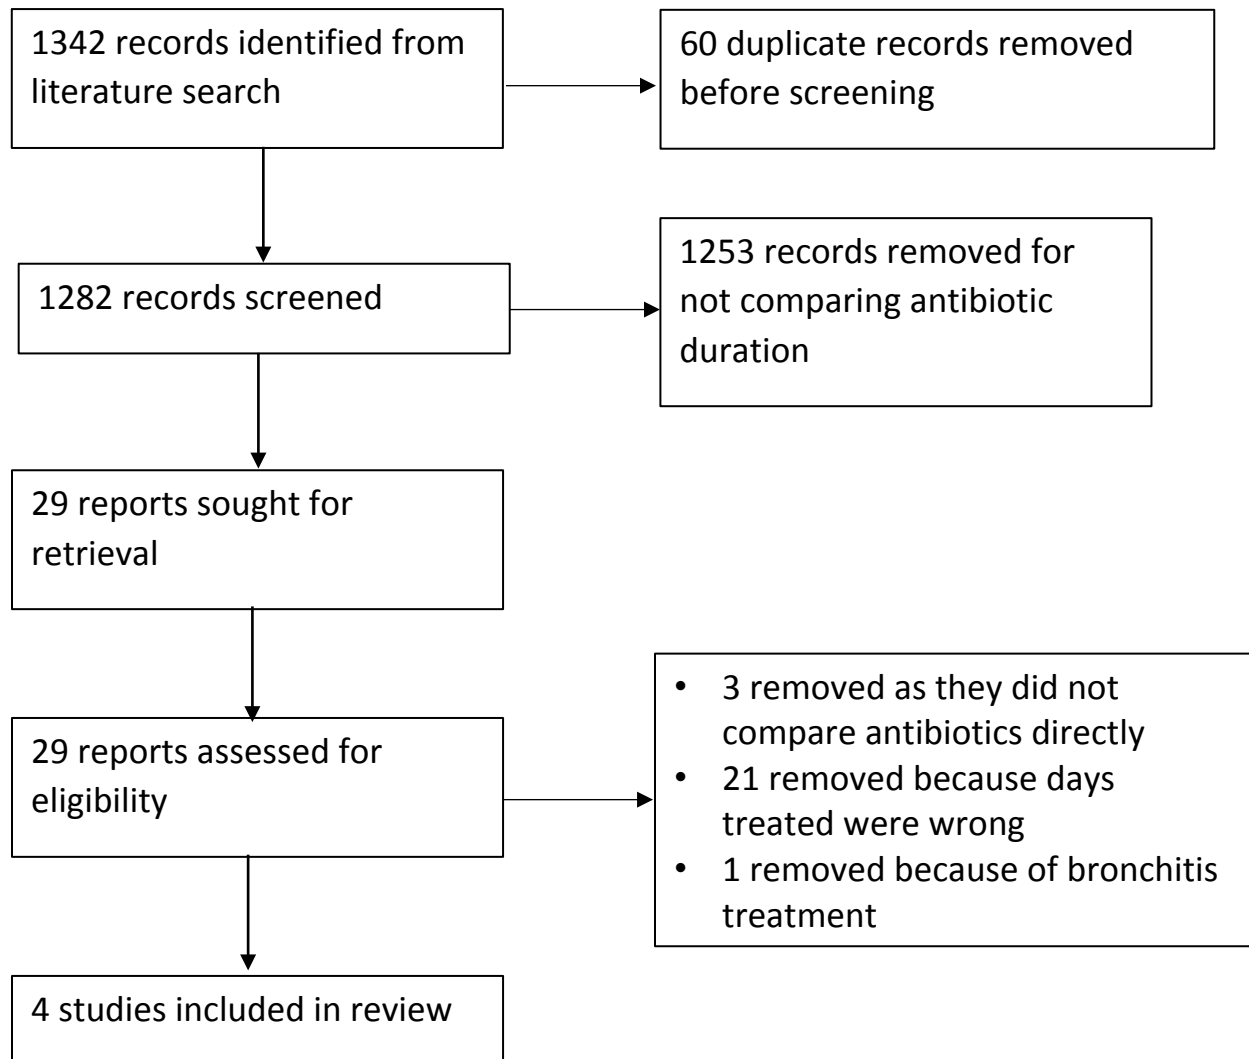 1342 records identified from
literature search
60 duplicate records removed
before screening
1282 records screened
1253 records removed for
not comparing antibiotic
duration
29 reports sought for
retrieval
29 reports assessed for
eligibility
• 3 removed as they did not
compare antibiotics directly
• 21 removed because days
treated were wrong
• 1 removed because of bronchitis
treatment
4 studies included in review